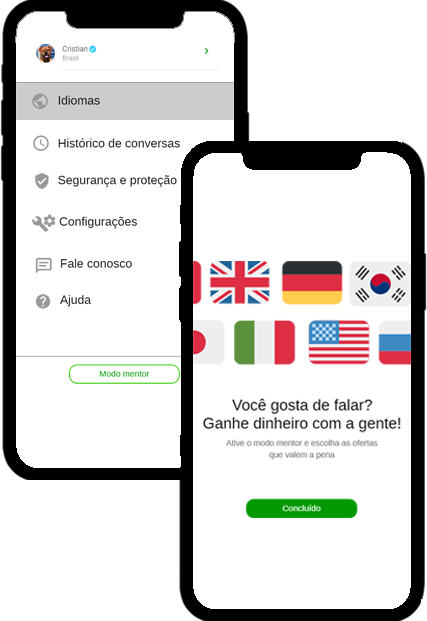 Cristian
Brasil
Idiomas
Histórico de conversas
Segurança e proteção
Configurações
Fale conosco
Ajuda
Modo mentor
Você gosta de falar?
Ganhe dinheiro com a gente!
Ative o modo mentor e escolha as ofertas
que valem a pena
Concluído